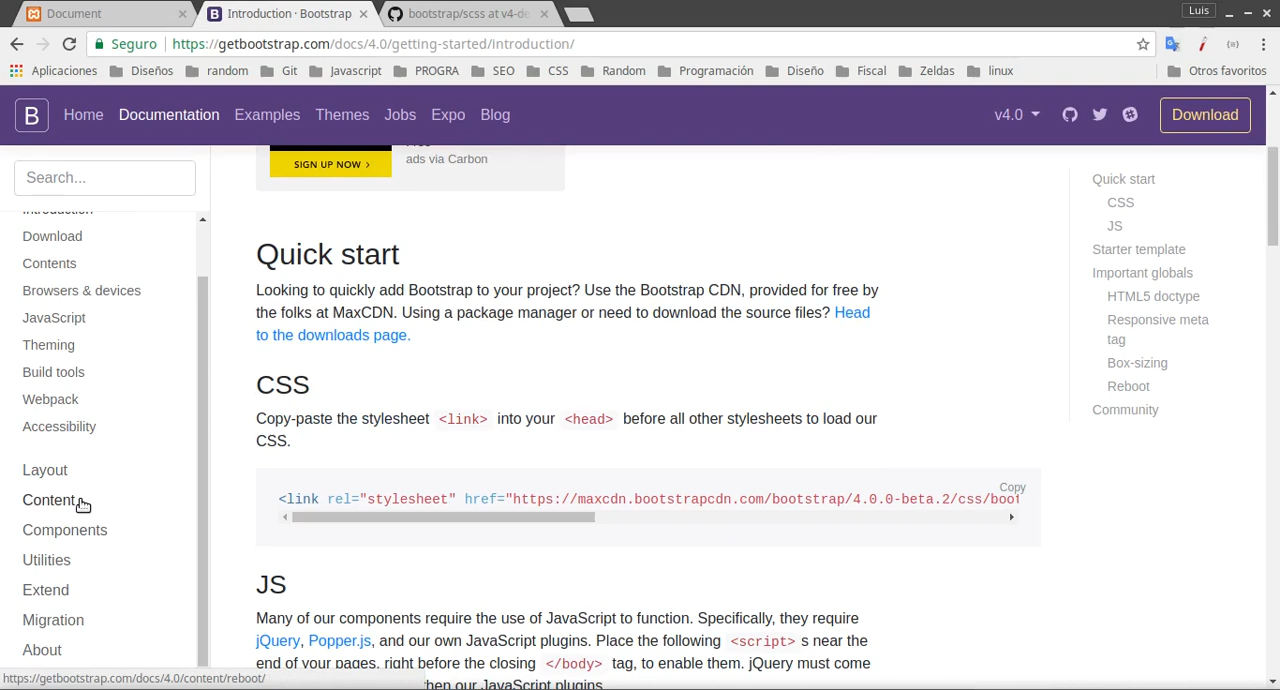 Document
Introduction · Bootstrap
bootstrap/scss at v4-de
Luis
Seguro
https://getbootstrap.com/docs/4.0/getting-started/introduction/
Aplicaciones
Diseños
random
Git
Javascript
PROGRA
SEO
CSS
Random
Programación
Diseño
Fiscal
Zeldas
linux
Otros favoritos
B
Home
Documentation
Examples
Themes
Jobs
Expo
Blog
v4.0
Download
Search...
Introduction
Download
Contents
Browsers & devices
JavaScript
Theming
Build tools
Webpack
Accessibility
Layout
Content
Components
Utilities
Extend
Migration
About
https://getbootstrap.com/docs/4.0/content/reboot/
SIGN UP NOW >
ads via Carbon
Quick start
Looking to quickly add Bootstrap to your project? Use the Bootstrap CDN, provided for free by
the folks at MaxCDN. Using a package manager or need to download the source files? Head
to the downloads page.
CSS
Copy-paste the stylesheet <link> into your <head> before all other stylesheets to load our
CSS.
Copy
<link rel="stylesheet" href="https://maxcdn.bootstrapcdn.com/bootstrap/4.0.0-beta.2/css/boot
JS
Many of our components require the use of JavaScript to function. Specifically, they require
jQuery, Popper.js, and our own JavaScript plugins. Place the following <script> s near the
end of your pages, right before the closing </body> tag, to enable them. jQuery must come
then our JavaScript plugins.
Quick start
CSS
JS
Starter template
Important globals
HTML5 doctype
Responsive meta
tag
Box-sizing
Reboot
Community